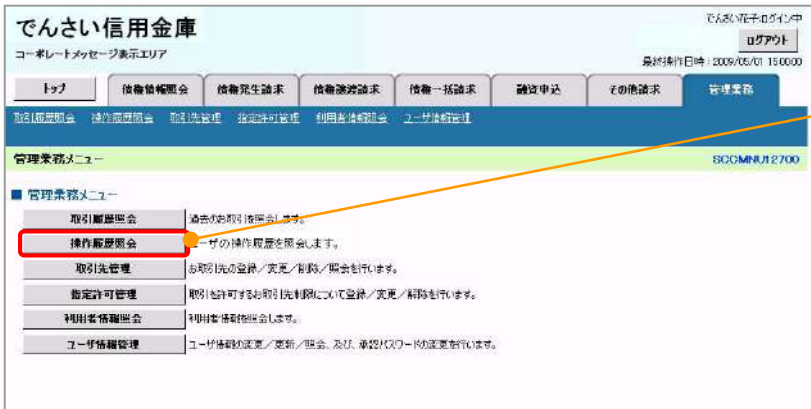 でんさい信用金庫
コーポレートメッセージ表示エリア
でんさい花子:ログイン中
ログアウト
最終操作日時:2009/05/01 15:00:00
トップ
債権情報照会
債権発生請求
債権譲渡請求
債権一括請求
融資申込
その他請求
管理業務
取引履歴照会 操作履歴照会 取引先管理 指定許可管理 利用者情報照会 ユーザ情報管理
管理業務メニュー
SCCMNU12700
■ 管理業務メニュー
取引履歴照会 過去のお取引を照会します。
操作履歴照会 ユーザの操作履歴を照会します。
取引先管理 お取引先の登録/変更/削除/照会を行います。
指定許可管理 取引を許可するお取引先制限について登録/変更/解除を行います。
利用者情報照会 利用者情報を照会します。
ユーザ情報管理 ユーザ情報の変更/更新/照会、及び、承認パスワードの変更を行います。